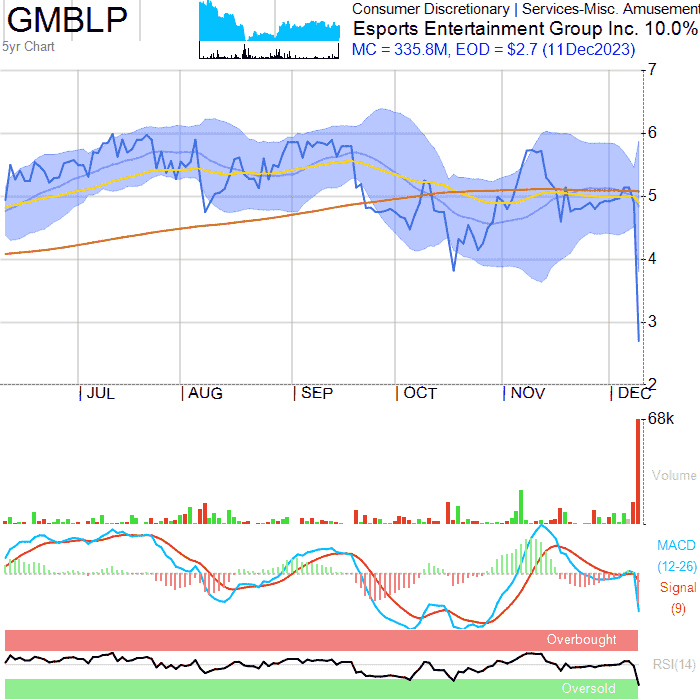 GMBLP
5yr Chart
Consumer Discretionary | Services-Misc. Amusement
Esports Entertainment Group Inc. 10.0%
MC = 335.8M, EOD = $2.7 (11Dec2023)
7
6
5
4
3
2
JUL AUG SEP OCT NOV DEC
68k
Volume
MACD
(12-26)
Signal
(9)
Overbought
RSI(14)
Oversold